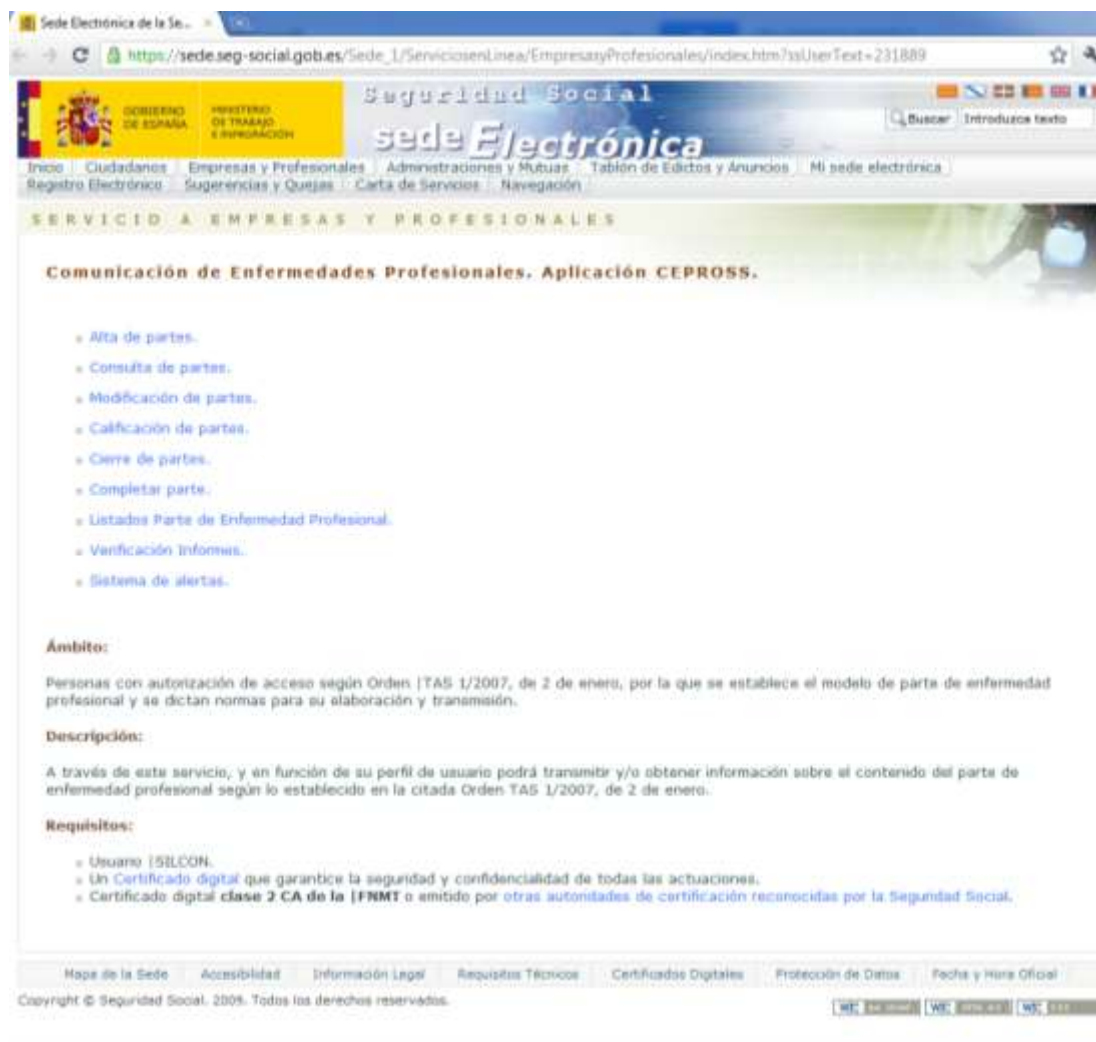 Sede Electrónica de la Se...
https://sede.seg-social.gob.es/Sede_1/ServiciosenLinea/EmpresasyProfesionales/index.htm?ssUserText=231889
GOBIERNO DE ESPAÑA
MINISTERIO DE TRABAJO E INMIGRACIÓN
Seguridad Social
sede Electrónica
Buscar Introduzca texto
Inicio Ciudadanos Empresas y Profesionales Administraciones y Mutuas Tablón de Edictos y Anuncios Mi sede electrónica
Registro Electrónico Sugerencias y Quejas Carta de Servicios Navegación
SERVICIO A EMPRESAS Y PROFESIONALES
Comunicación de Enfermedades Profesionales. Aplicación CEPROSS.
Alta de partes.
Consulta de partes.
Modificación de partes.
Calificación de partes.
Cierre de partes.
Completar parte.
Listados Parte de Enfermedad Profesional.
Verificación Informes.
Sistema de alertas.
Ámbito:
Personas con autorización de acceso según Orden |TAS 1/2007, de 2 de enero, por la que se establece el modelo de parte de enfermedad
profesional y se dictan normas para su elaboración y transmisión.
Descripción:
A través de este servicio, y en función de su perfil de usuario podrá transmitir y/o obtener información sobre el contenido del parte de
enfermedad profesional según lo establecido en la citada Orden TAS 1/2007, de 2 de enero.
Requisitos:
Usuario |SILCON.
Un Certificado digital que garantice la seguridad y confidencialidad de todas las actuaciones.
Certificado digital clase 2 CA de la |FNMT o emitido por otras autoridades de certificación reconocidas por la Seguridad Social.
Mapa de la Sede Accesibilidad Información Legal Requisitos Técnicos Certificados Digitales Protección de Datos Fecha y Hora Oficial
Copyright © Seguridad Social. 2009. Todos los derechos reservados.